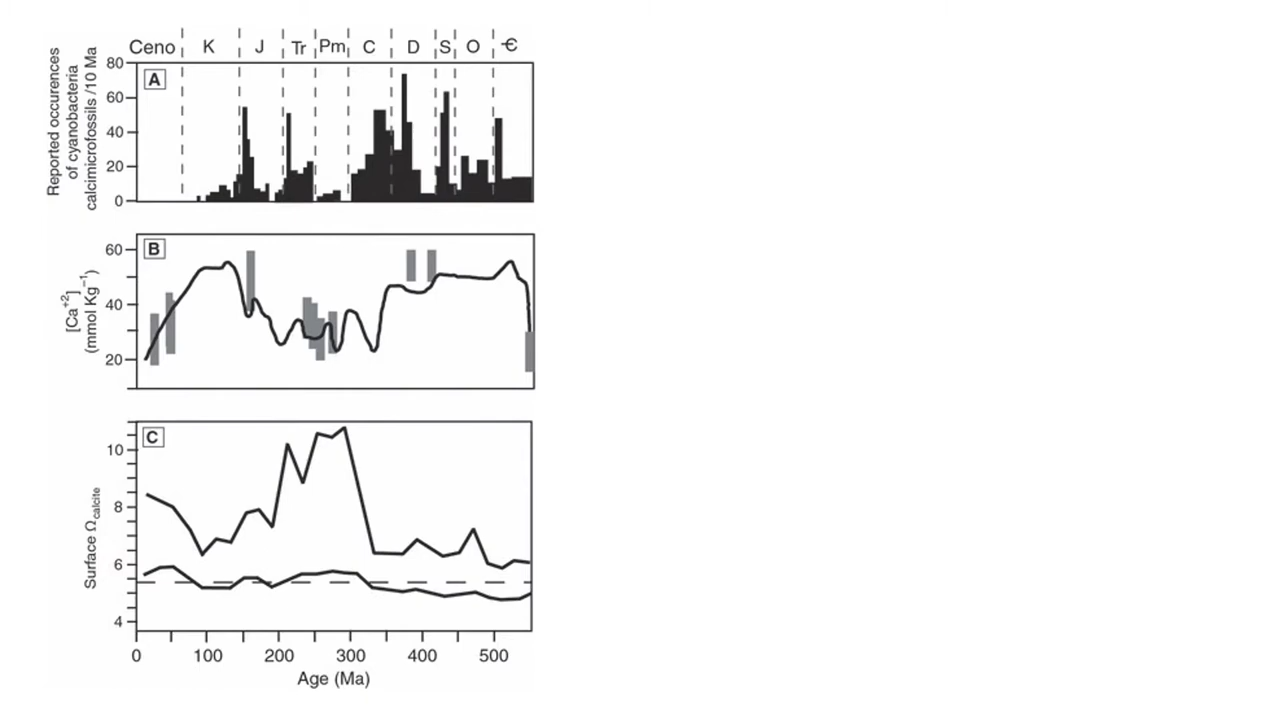 Ceno K J Tr Pm C D S O Ꞓ
Reported occurences
of cyanobacteria
calcimicrofossils /10 Ma
A
80
60
40
20
0
B
[Ca⁺²]
(mmol Kg⁻¹)
60
40
20
C
Surface Ω calcite
10
8
6
4
0 100 200 300 400 500
Age (Ma)